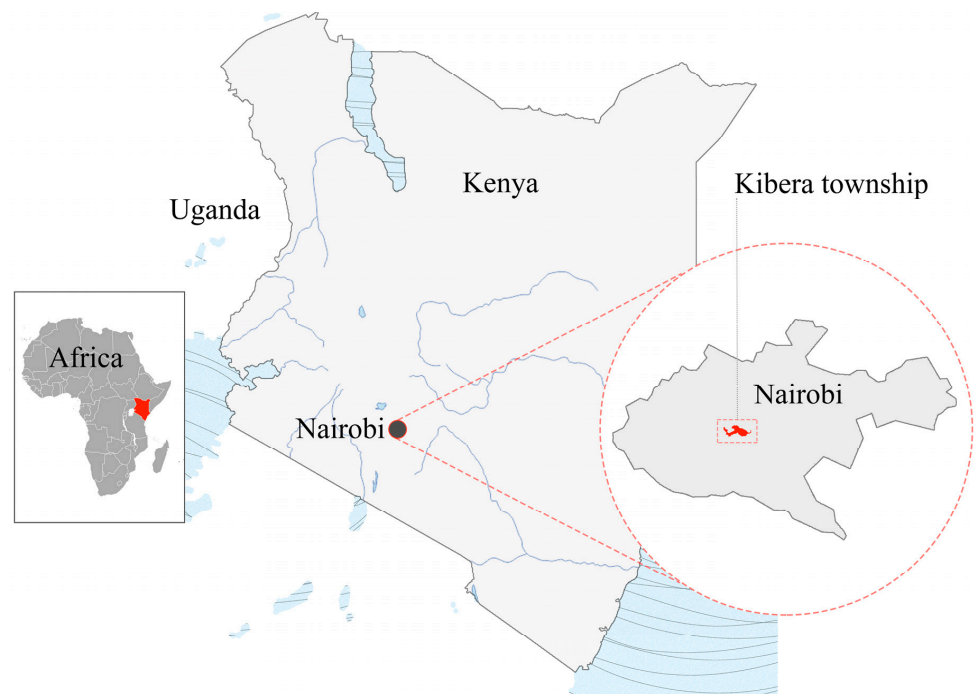 Kenya
Kibera township
Uganda
Africa
Nairobi
Nairobi